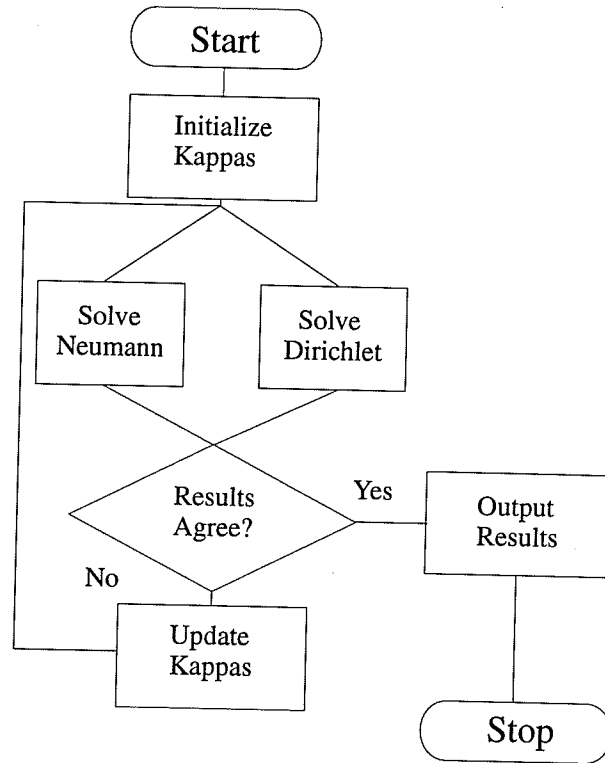 Start
Initialize
Kappas
Solve
Neumann
Solve
Dirichlet
Results
Agree?
Yes
Output
Results
No
Update
Kappas
Stop